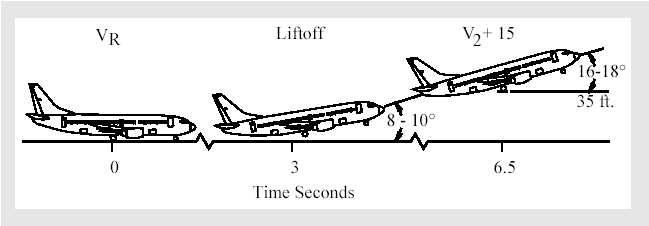 VR Liftoff V2 + 15
16-18°
35 ft.
8 - 10°
0 3 6.5
Time Seconds